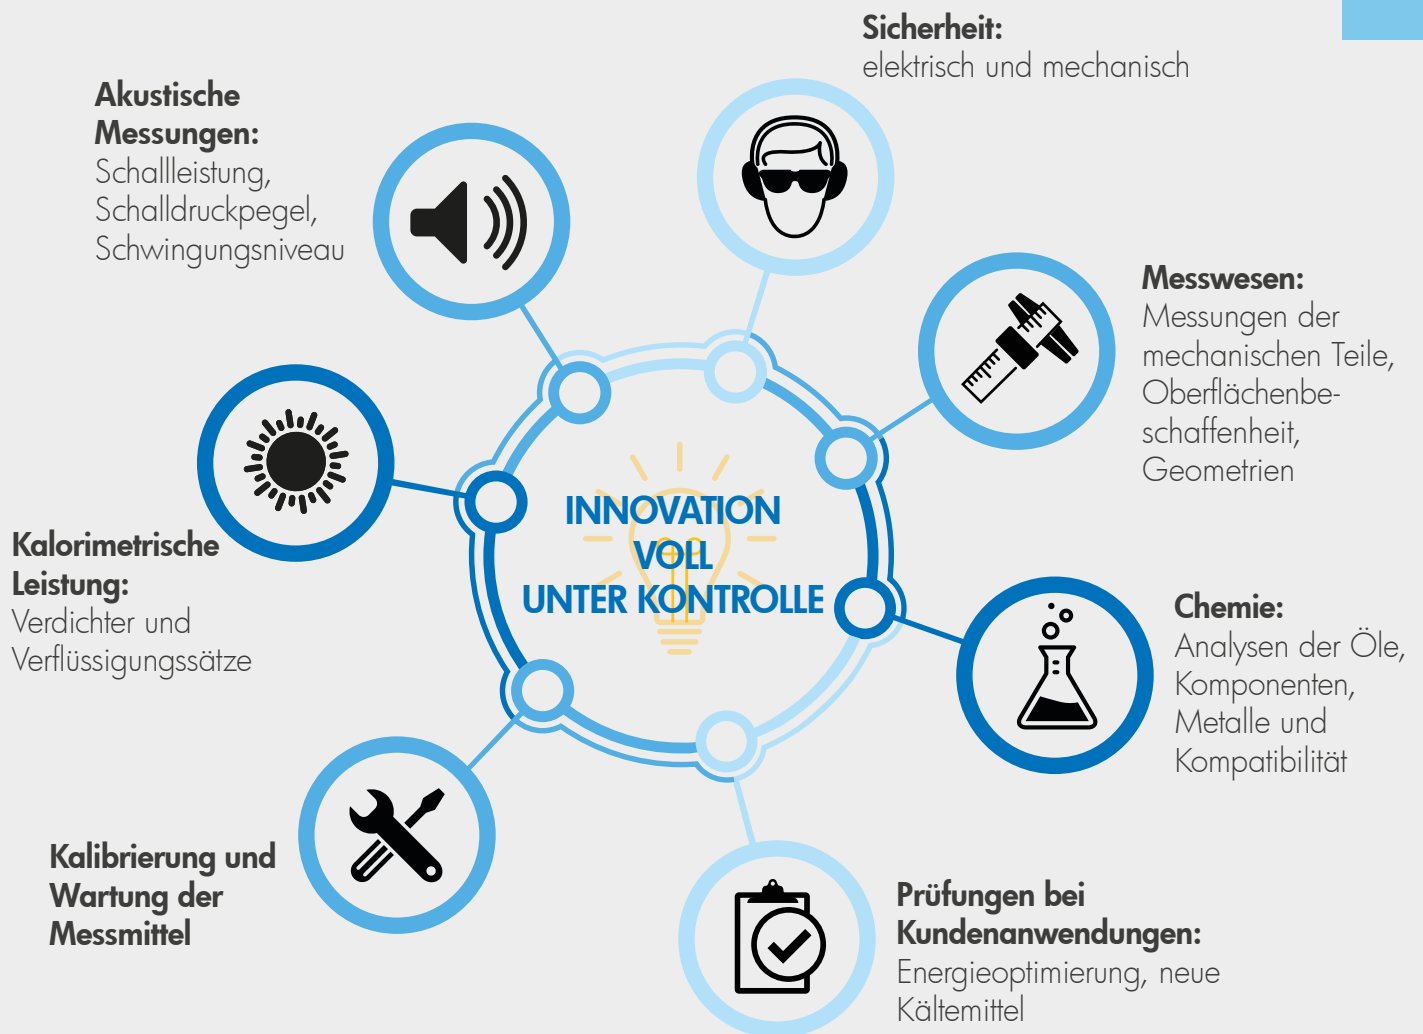 Sicherheit:
elektrisch und mechanisch
Akustische
Messungen:
Schallleistung,
Schalldruckpegel,
Schwingungsniveau
Messwesen:
Messungen der
mechanischen Teile,
Oberflächenbe-
schaffenheit,
Geometrien
INNOVATION
VOLL
UNTER KONTROLLE
Kalorimetrische
Leistung:
Verdichter und
Verflüssigungssätze
Chemie:
Analysen der Öle,
Komponenten,
Metalle und
Kompatibilität
Kalibrierung und
Wartung der
Messmittel
Prüfungen bei
Kundenanwendungen:
Energieoptimierung, neue
Kältemittel